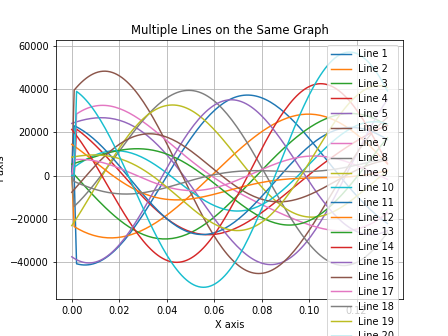 Multiple Lines on the Same Graph
60000
40000
20000
0
−20000
−40000
0.00
0.02
0.04
0.06
0.08
0.10
X axis
Line 1
Line 2
Line 3
Line 4
Line 5
Line 6
Line 7
Line 8
Line 9
Line 10
Line 11
Line 12
Line 13
Line 14
Line 15
Line 16
Line 17
Line 18
Line 19
Line 20